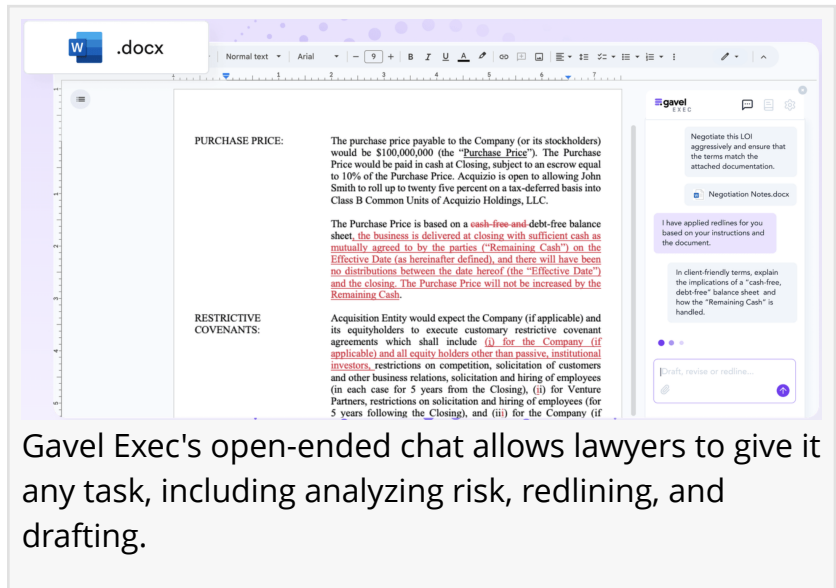 W .docx
Normal text Arial − 9 + B I U A
1 2 3 4 5 6 7
PURCHASE PRICE:
The purchase price payable to the Company (or its stockholders)
would be $100,000,000 (the “Purchase Price”). The Purchase
Price would be paid in cash at Closing, subject to an escrow equal
to 10% of the Purchase Price. Acquizio is open to allowing John
Smith to roll up to twenty five percent on a tax-deferred basis into
Class B Common Units of Acquizio Holdings, LLC.
The Purchase Price is based on a cash-free and debt-free balance
sheet, the business is delivered at closing with sufficient cash as
mutually agreed to by the parties (“Remaining Cash”) on the
Effective Date (as hereinafter defined), and there will have been
no distributions between the date hereof (the “Effective Date”)
and the closing. The Purchase Price will not be increased by the
Remaining Cash.
RESTRICTIVE
COVENANTS:
Acquisition Entity would expect the Company (if applicable) and
its equityholders to execute customary restrictive covenant
agreements which shall include (i) for the Company (if
applicable) and all equity holders other than passive, institutional
investors, restrictions on competition, solicitation of customers
and other business relations, solicitation and hiring of employees
(in each case for 5 years from the Closing), (ii) for Venture
Partners, restrictions on solicitation and hiring of employees (for
5 years following the Closing), and (iii) for the Company (if
gavel
EXEC
Negotiate this LOI
aggressively and ensure that
the terms match the
attached documentation.
Negotiation Notes.docx
I have applied redlines for you
based on your instructions and
the document.
In client-friendly terms, explain
the implications of a “cash-free,
debt-free” balance sheet and
how the “Remaining Cash” is
handled.
Draft, revise or redline...
Gavel Exec's open-ended chat allows lawyers to give it
any task, including analyzing risk, redlining, and
drafting.